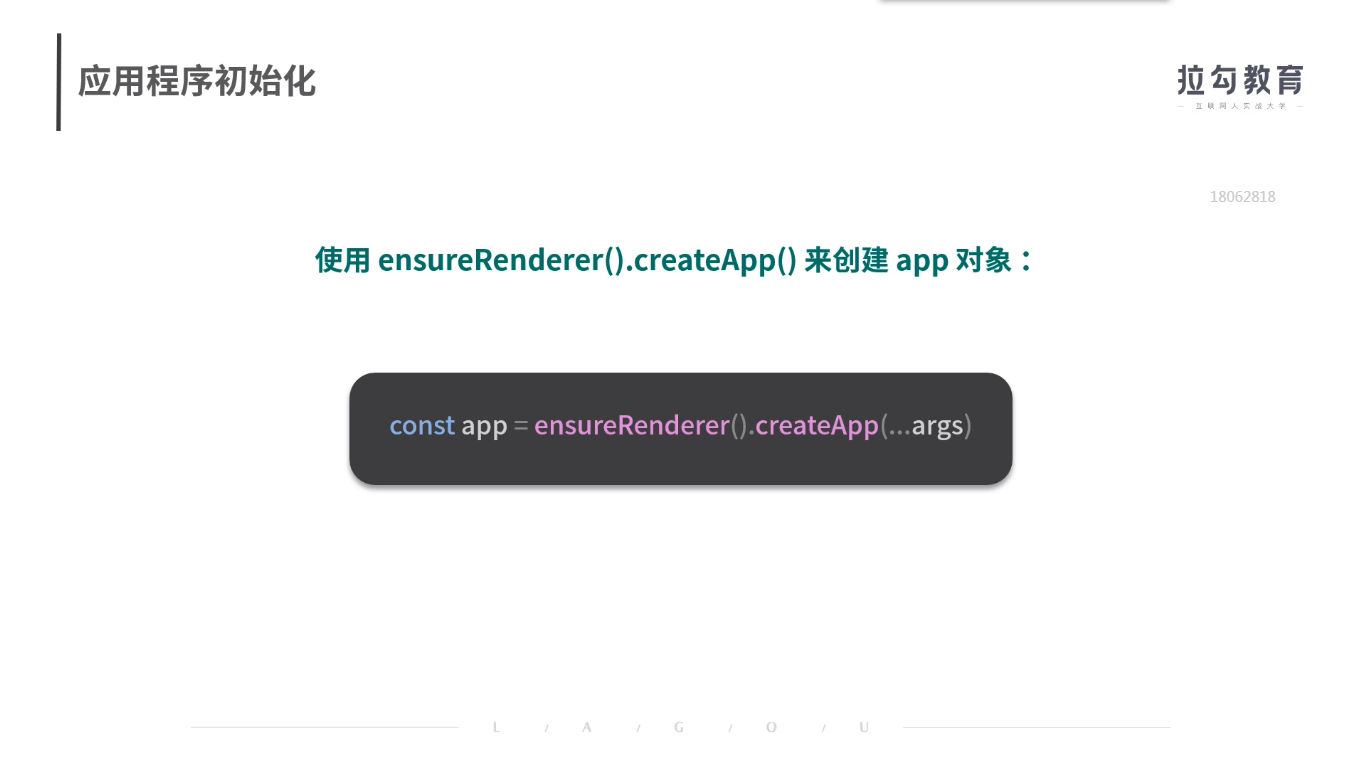 应用程序初始化
拉勾教育
— 互联网人实战大学 —
18062818
使用 ensureRenderer().createApp() 来创建 app 对象：
const app = ensureRenderer().createApp(...args)
L / A / G / O / U